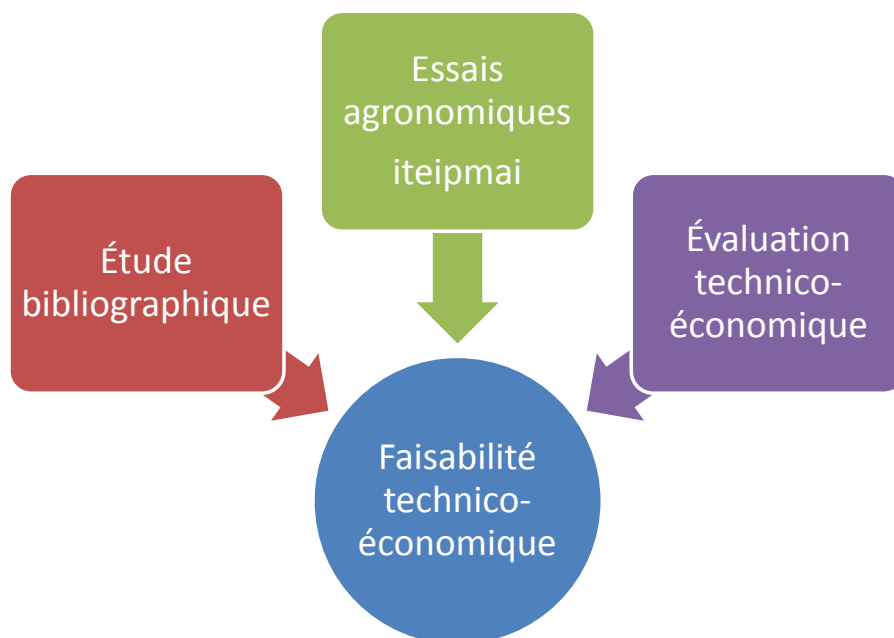 Essais
agronomiques
iteipmai
Étude
bibliographique
Évaluation
technico-
économique
Faisabilité
technico-
économique